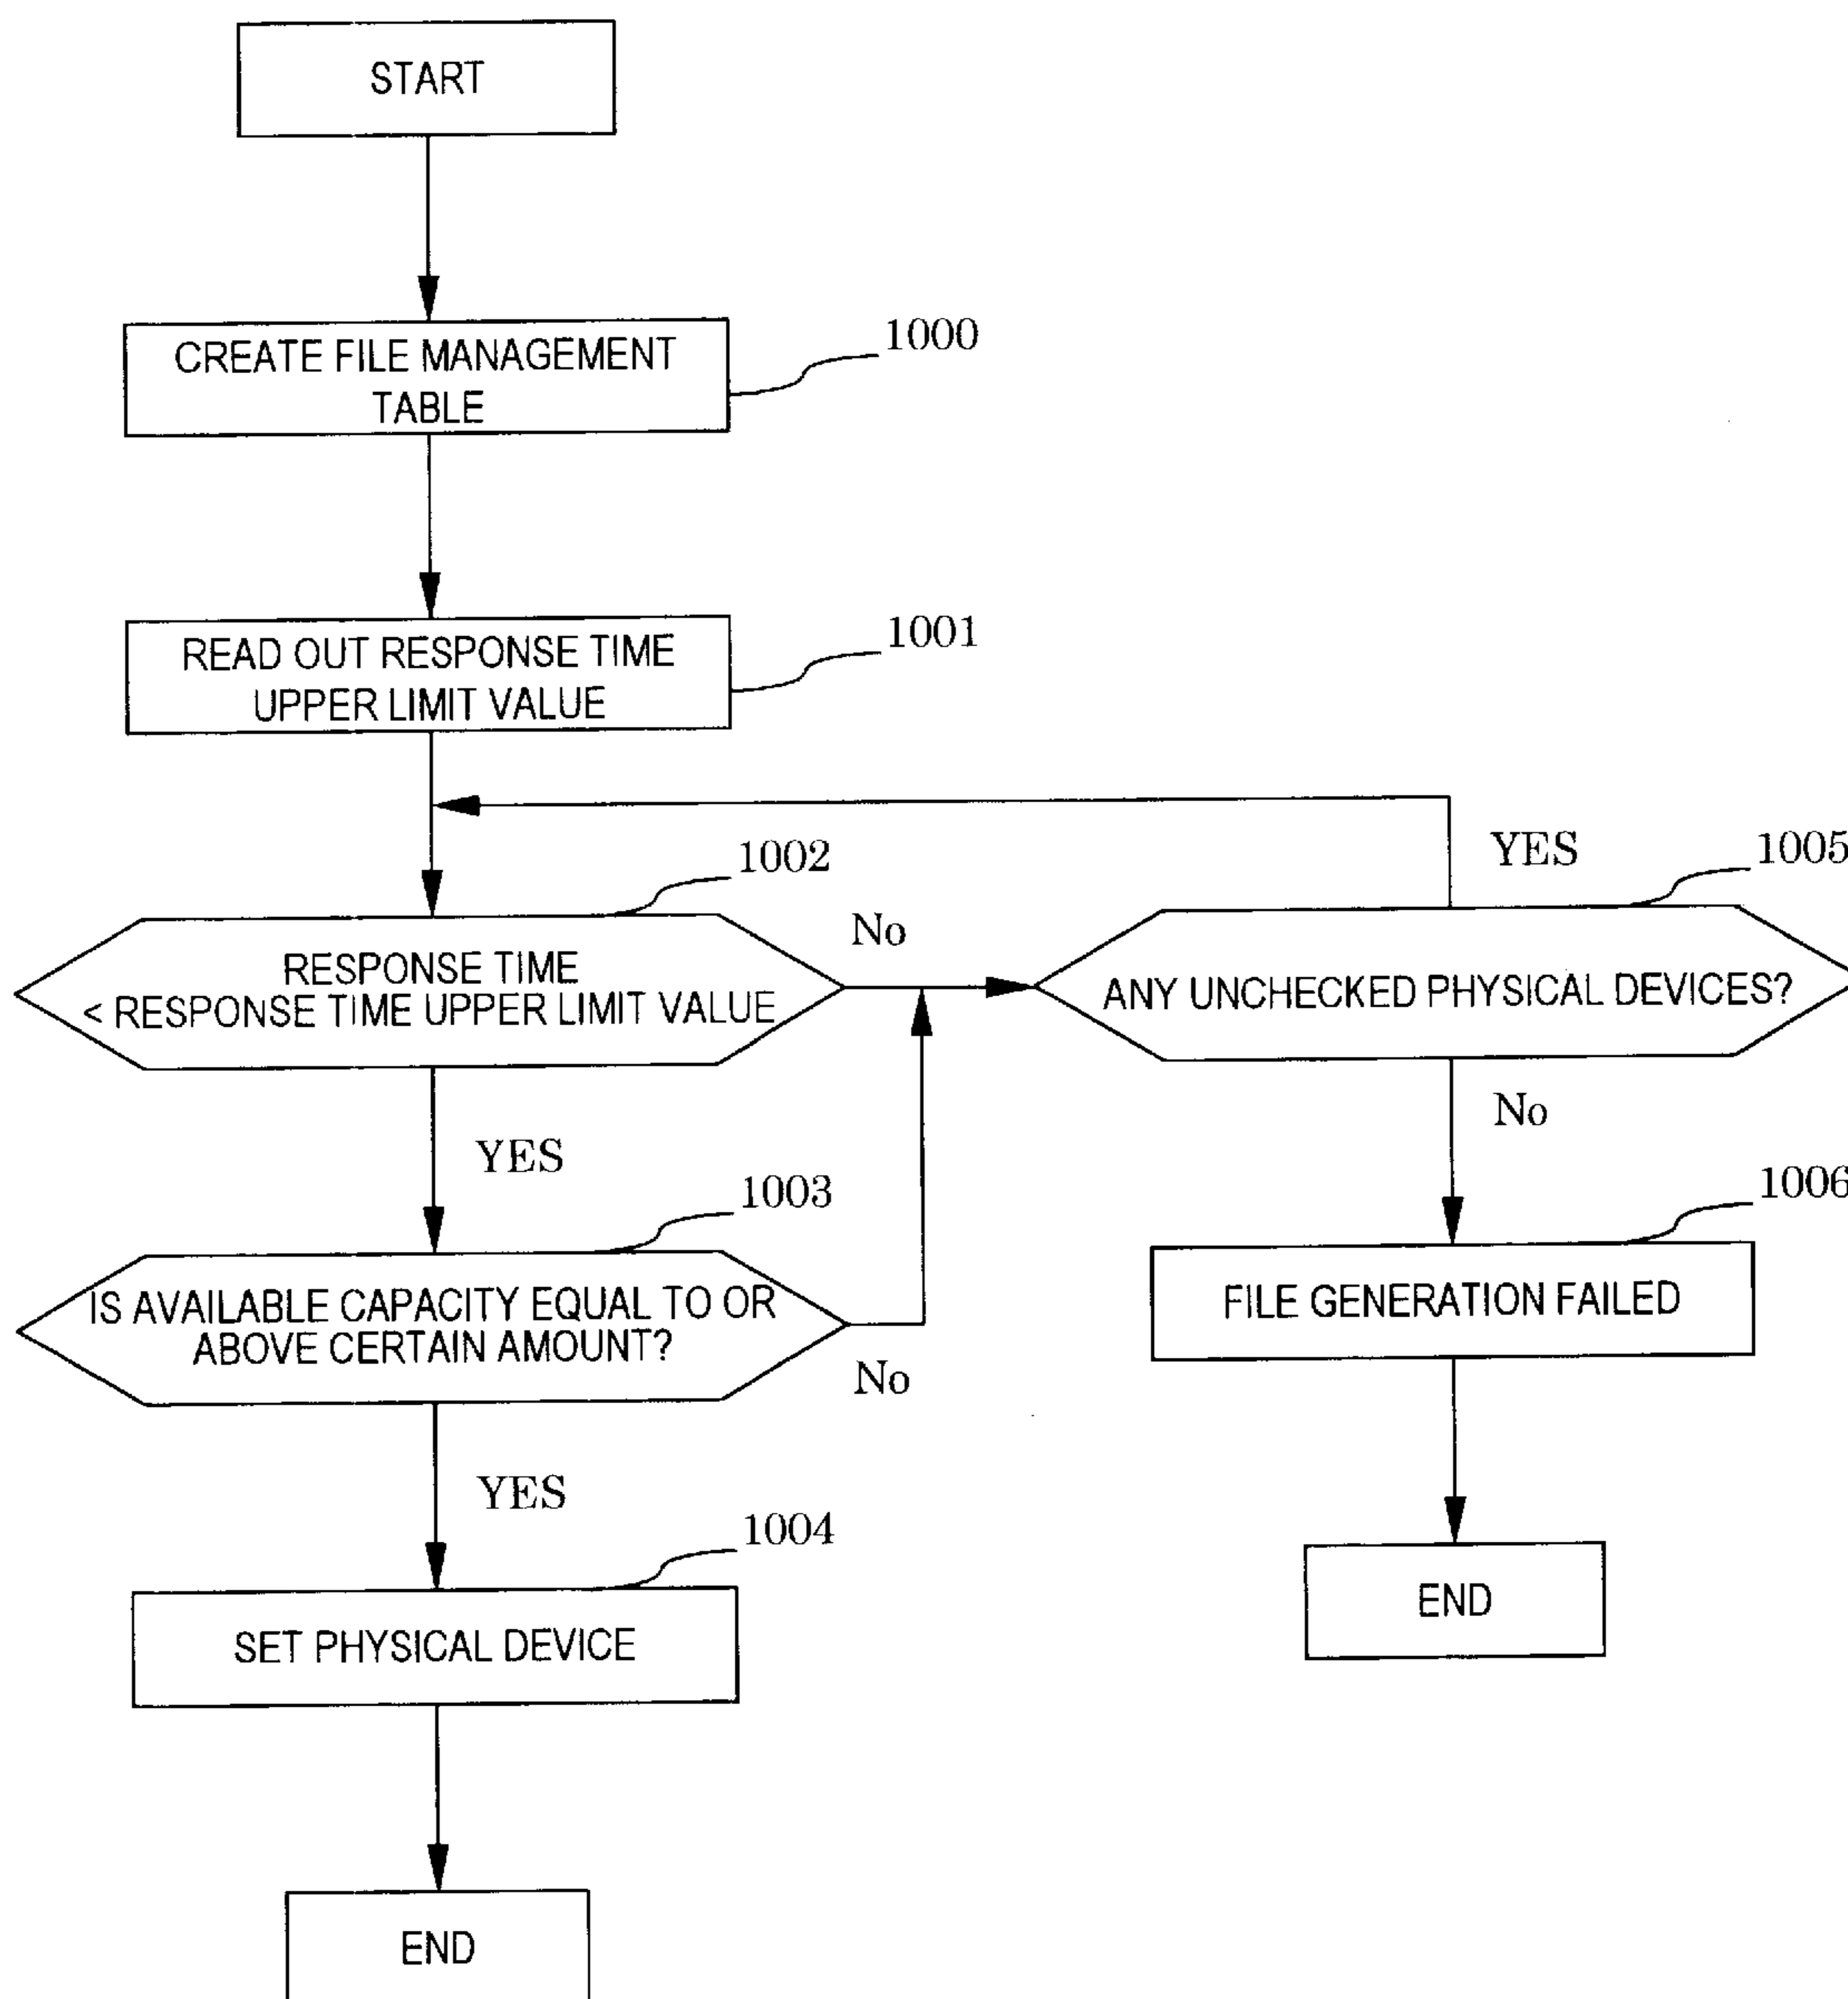 START
CREATE FILE MANAGEMENT
TABLE
1000
READ OUT RESPONSE TIME
UPPER LIMIT VALUE
1001
1002
RESPONSE TIME
< RESPONSE TIME UPPER LIMIT VALUE
No
YES
1003
IS AVAILABLE CAPACITY EQUAL TO OR
ABOVE CERTAIN AMOUNT?
No
YES
1004
SET PHYSICAL DEVICE
END
YES
1005
ANY UNCHECKED PHYSICAL DEVICES?
No
1006
FILE GENERATION FAILED
END